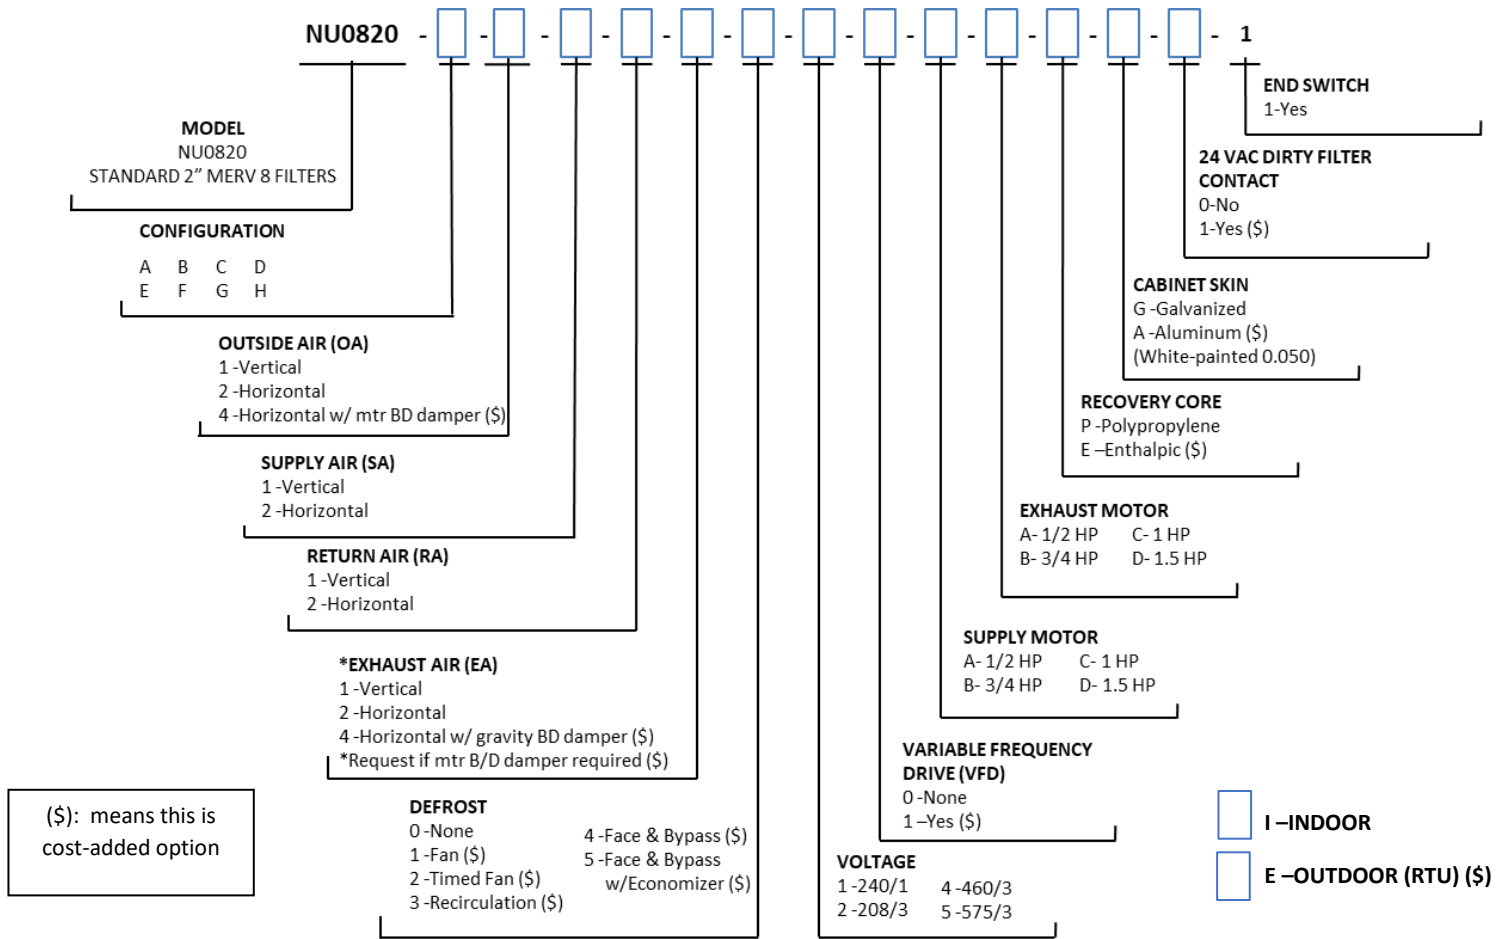 NU0820 - - - - - - - - - - - - - - 1
MODEL
NU0820
STANDARD 2” MERV 8 FILTERS
CONFIGURATION
A B C D
E F G H
OUTSIDE AIR (OA)
1 -Vertical
2 -Horizontal
4 -Horizontal w/ mtr BD damper ($)
SUPPLY AIR (SA)
1 -Vertical
2 -Horizontal
RETURN AIR (RA)
1 -Vertical
2 -Horizontal
*EXHAUST AIR (EA)
1 -Vertical
2 -Horizontal
4 -Horizontal w/ gravity BD damper ($)
*Request if mtr B/D damper required ($)
DEFROST
0 -None
1 -Fan ($)
2 -Timed Fan ($)
3 -Recirculation ($)
4 -Face & Bypass ($)
5 -Face & Bypass
w/Economizer ($)
VOLTAGE
1 -240/1 4 -460/3
2 -208/3 5 -575/3
VARIABLE FREQUENCY
DRIVE (VFD)
0 -None
1 –Yes ($)
SUPPLY MOTOR
A- 1/2 HP C- 1 HP
B- 3/4 HP D- 1.5 HP
EXHAUST MOTOR
A- 1/2 HP C- 1 HP
B- 3/4 HP D- 1.5 HP
RECOVERY CORE
P -Polypropylene
E –Enthalpic ($)
CABINET SKIN
G -Galvanized
A -Aluminum ($)
(White-painted 0.050)
24 VAC DIRTY FILTER
CONTACT
0-No
1-Yes ($)
END SWITCH
1-Yes
($): means this is
cost-added option
I –INDOOR
E –OUTDOOR (RTU) ($)